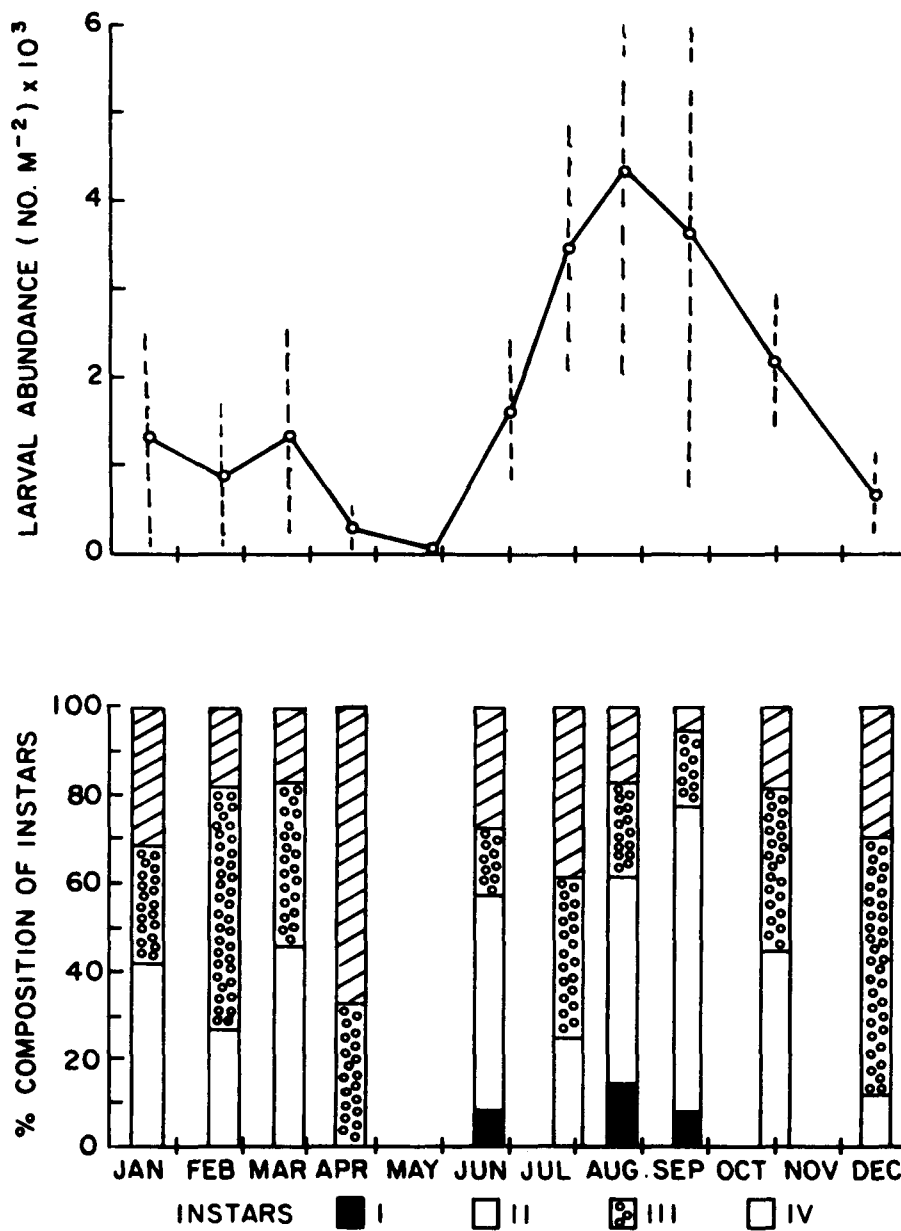 LARVAL ABUNDANCE (NO. M⁻²) x 10³
6
4
2
0
% COMPOSITION OF INSTARS
100
80
60
40
20
0
JAN FEB MAR APR MAY JUN JUL AUG. SEP OCT NOV DEC
INSTARS I II III IV